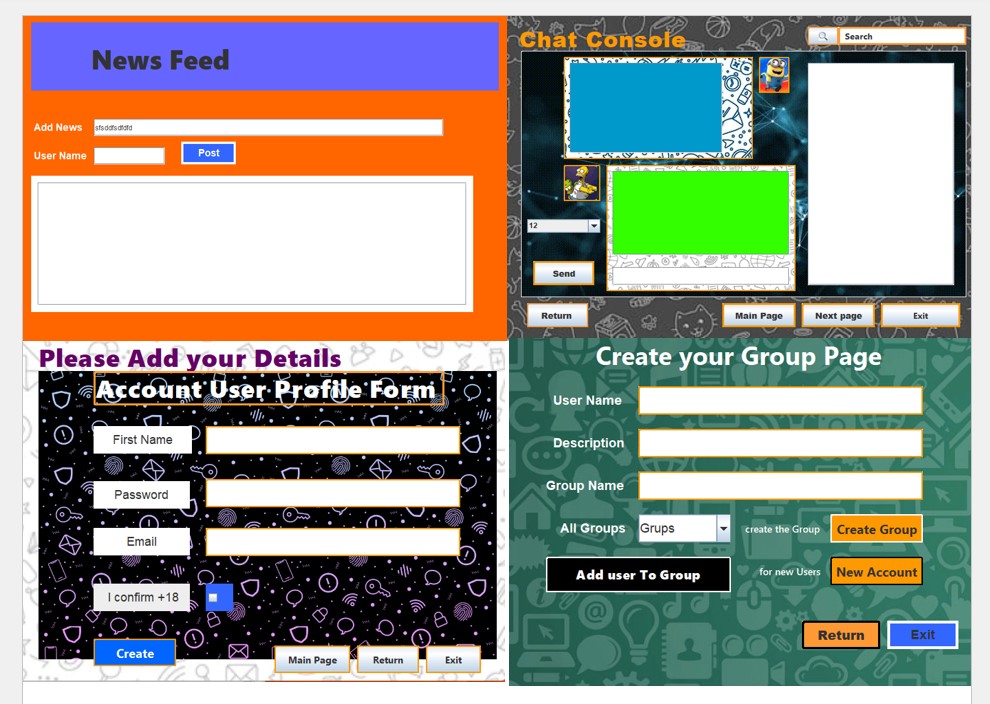 News Feed
Add News
sfsddfsdfdfd
User Name
Post
Chat Console
Search
12
Send
Return
Main Page
Next page
Exit
Please Add your Details
Account User Profile Form
First Name
Password
Email
I confirm +18
Create
Main Page
Return
Exit
Create your Group Page
User Name
Description
Group Name
All Groups
Grups
create the Group
Create Group
Add user To Group
for new Users
New Account
Return
Exit